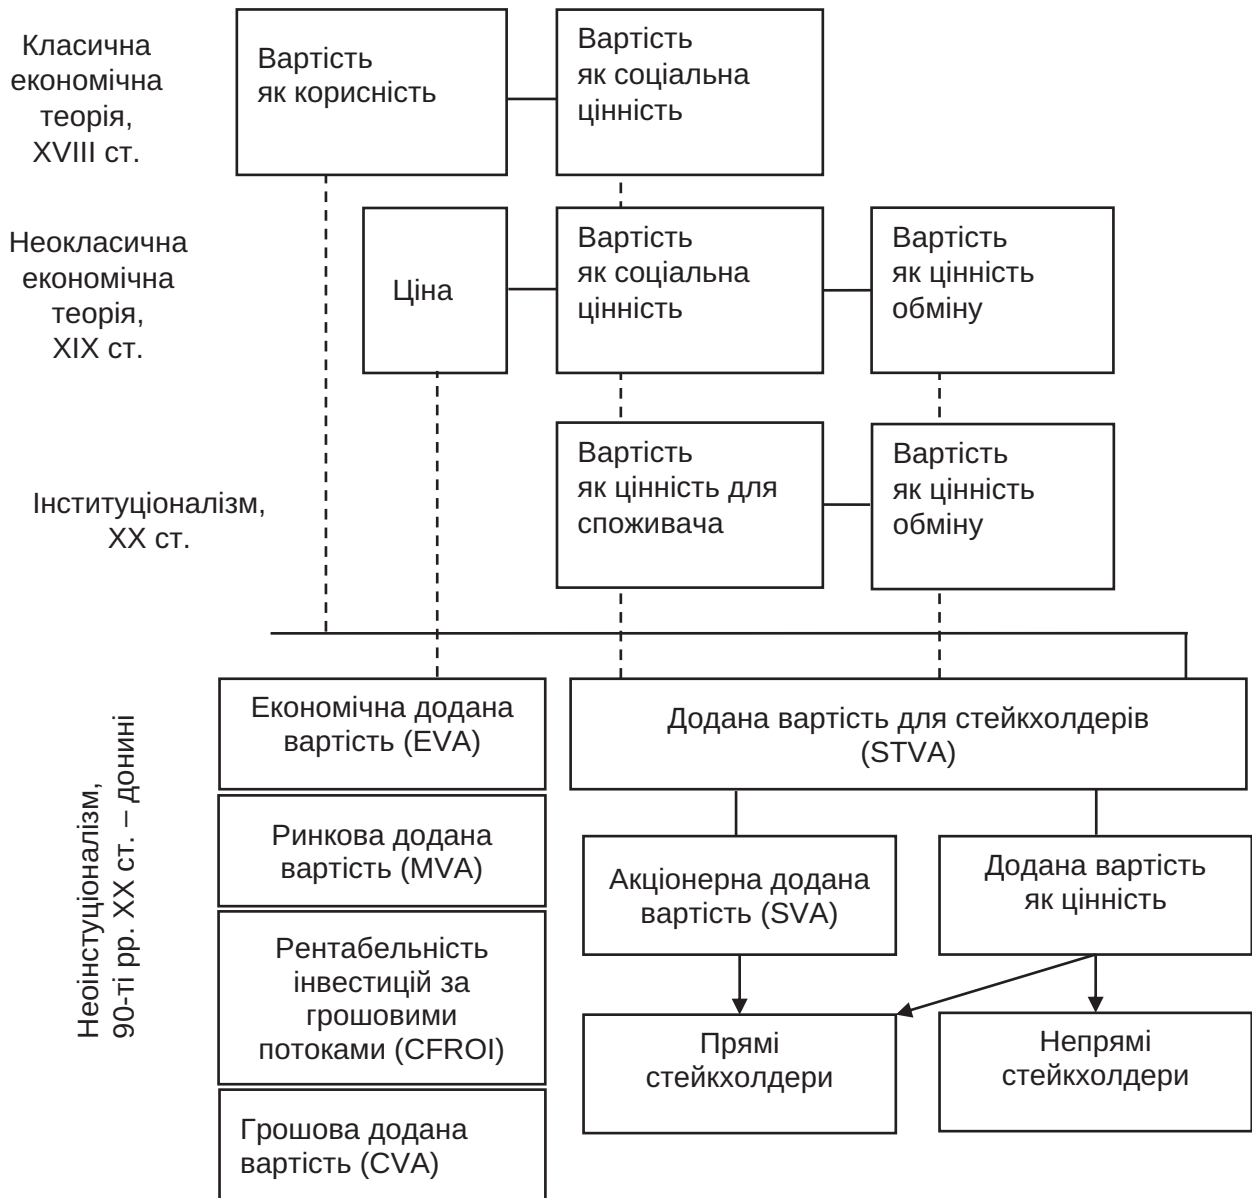 Класична
економічна
теорія,
XVIII ст.
Вартість
як корисність
Вартість
як соціальна
цінність
Неокласична
економічна
теорія,
XIX ст.
Ціна
Вартість
як соціальна
цінність
Вартість
як цінність
обміну
Інституціоналізм,
XX ст.
Вартість
як цінність для
споживача
Вартість
як цінність
обміну
Неоінстуціоналізм,
90-ті рр. XX ст. – донині
Економічна додана
вартість (EVA)
Ринкова додана
вартість (MVA)
Рентабельність
інвестицій за
грошовими
потоками (CFROI)
Грошова додана
вартість (CVA)
Додана вартість для стейкхолдерів
(STVA)
Акціонерна додана
вартість (SVA)
Додана вартість
як цінність
Прямі
стейкхолдери
Непрямі
стейкхолдери